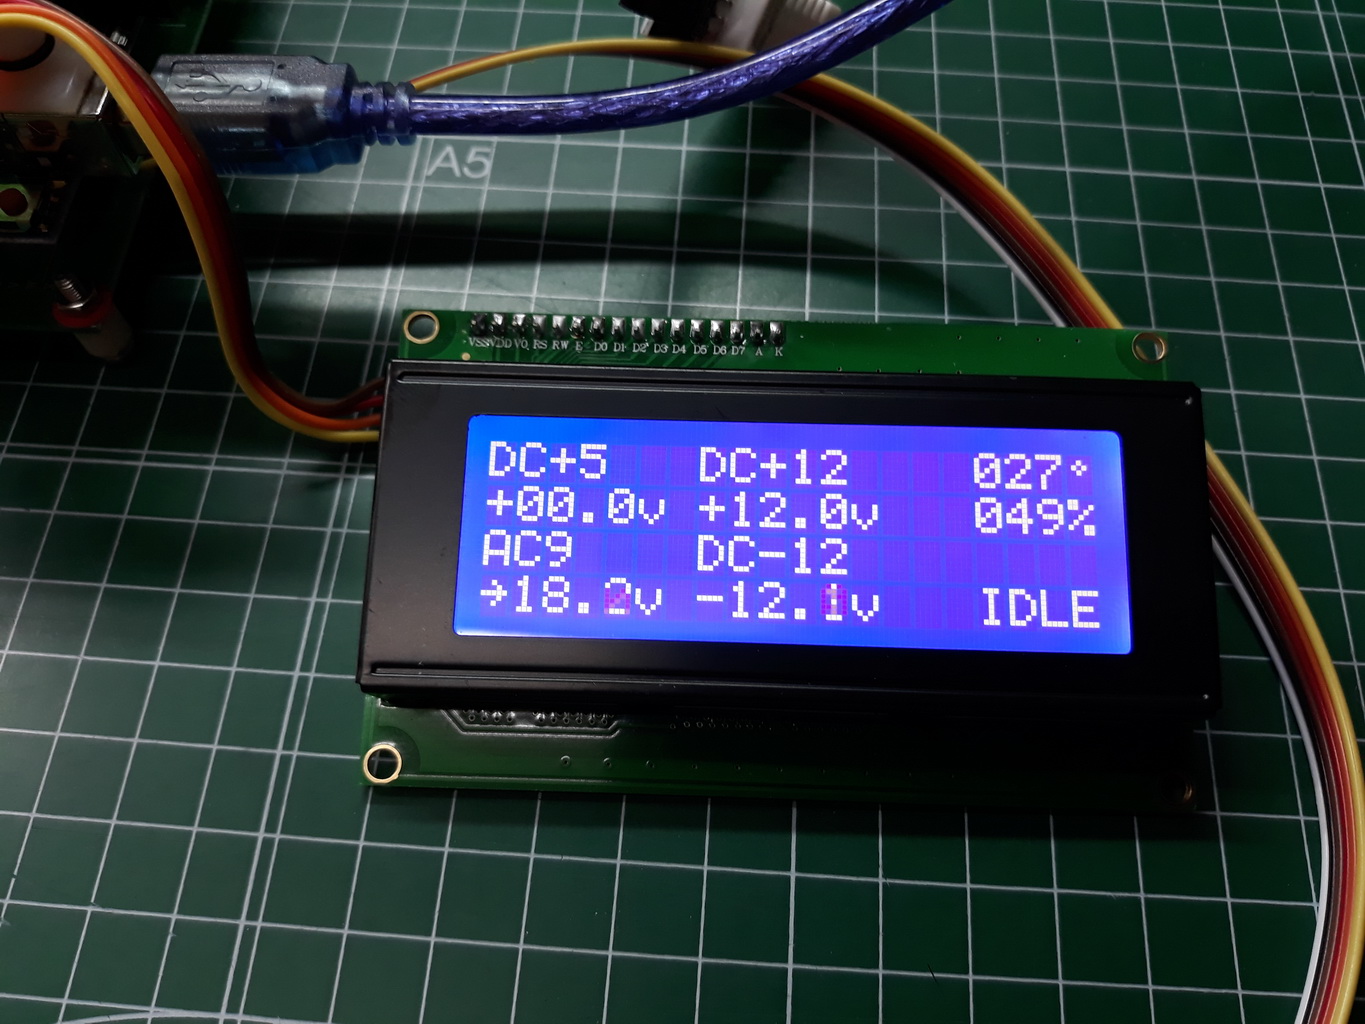 A5
VSS VDD VO RS RW E D0 D1 D2 D3 D4 D5 D6 D7 A K
DC+5 DC+12 027°
+00.0v +12.0v 049%
AC9 DC-12
→18.2v -12.1v IDLE